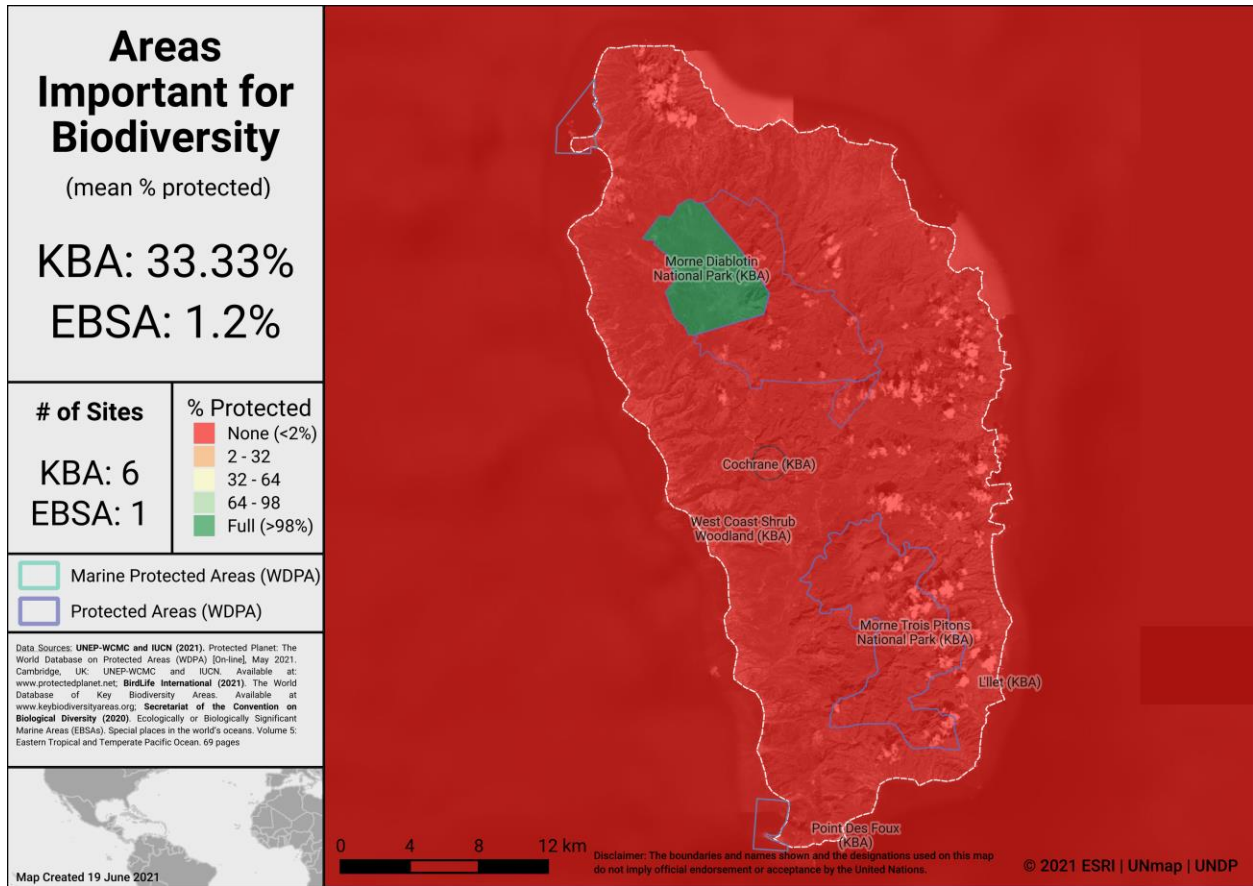 Areas
Important for
Biodiversity
(mean % protected)
KBA: 33.33%
EBSA: 1.2%
# of Sites
KBA: 6
EBSA: 1
% Protected
None (<2%)
2 - 32
32 - 64
64 - 98
Full (>98%)
Marine Protected Areas (WDPA)
Protected Areas (WDPA)
Data Sources: UNEP-WCMC and IUCN (2021). Protected Planet: The
World Database on Protected Areas (WDPA) [On-line], May 2021.
Cambridge, UK: UNEP-WCMC and IUCN. Available at:
www.protectedplanet.net; BirdLife International (2021). The World
Database of Key Biodiversity Areas. Available at
www.keybiodiversityareas.org; Secretariat of the Convention on
Biological Diversity (2020). Ecologically or Biologically Significant
Marine Areas (EBSAs). Special places in the world's oceans. Volume 5:
Eastern Tropical and Temperate Pacific Ocean. 69 pages
Map Created 19 June 2021
Morne Diablotin
National Park (KBA)
Cochrane (KBA)
West Coast Shrub
Woodland (KBA)
Morne Trois Pitons
National Park (KBA)
L'Ilet (KBA)
Point Des Foux
(KBA)
0 4 8 12 km
Disclaimer: The boundaries and names shown and the designations used on this map
do not imply official endorsement or acceptance by the United Nations.
© 2021 ESRI | UNmap | UNDP